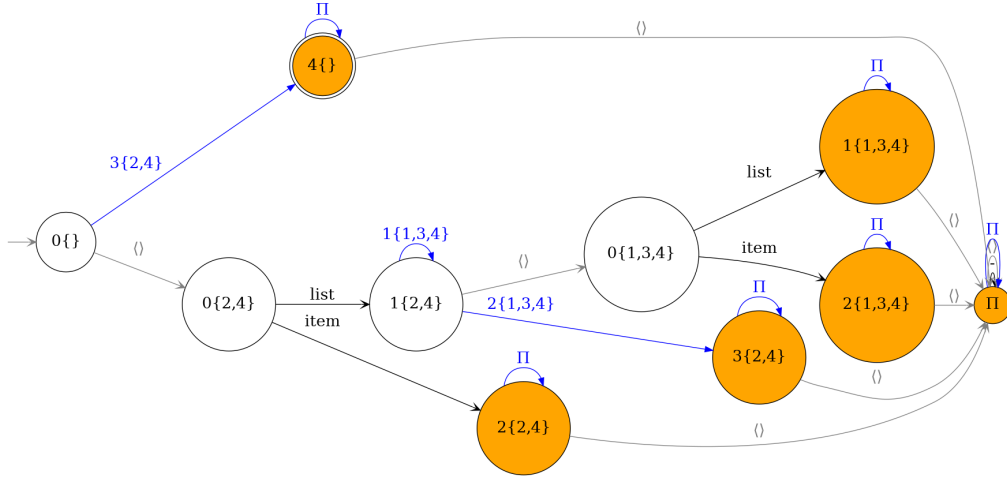 Π
⟨⟩
4{}
Π
1{1,3,4}
3{2,4}
list
⟨⟩
Π
0{}
1{1,3,4}
Π
⟨⟩
item
0{1,3,4}
⟨⟩
⟨⟩
2{1,3,4}
list
0{2,4}
1{2,4}
2{1,3,4}
Π
⟨⟩
Π
item
3{2,4}
Π
⟨⟩
2{2,4}
⟨⟩